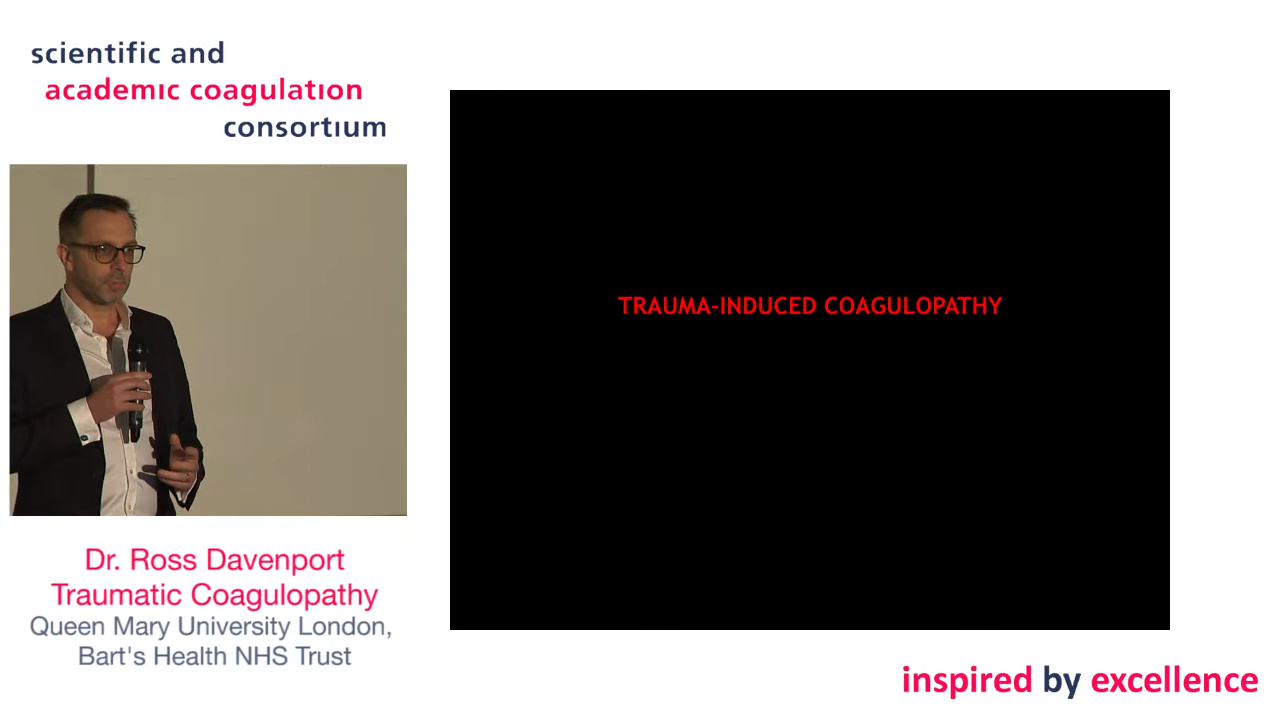 scientific and
academic coagulation
consortium
TRAUMA-INDUCED COAGULOPATHY
Dr. Ross Davenport
Traumatic Coagulopathy
Queen Mary University London,
Bart's Health NHS Trust
inspired by excellence